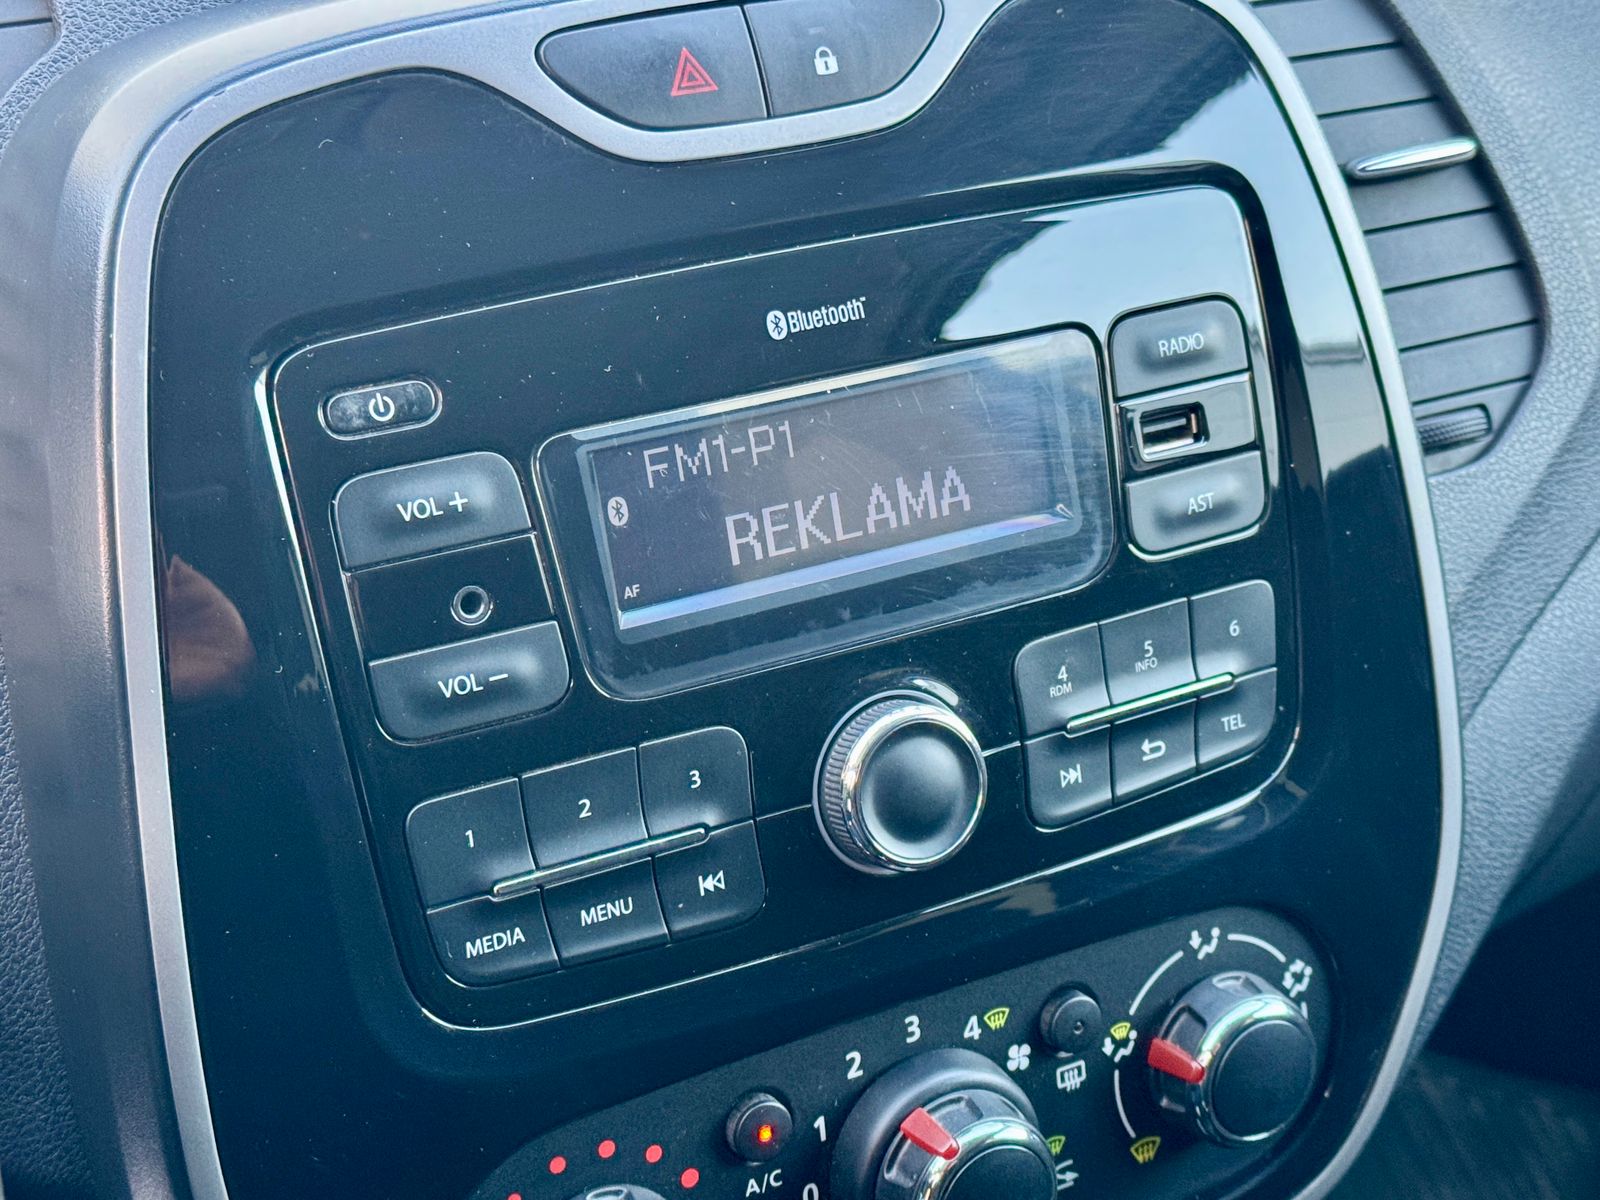 Bluetooth
RADIO
VOL +
FM1-P1
REKLAMA
AF
AST
VOL −
4
RDM
5
INFO
6
TEL
1
2
3
MEDIA
MENU
4
3
2
1
0
A/C